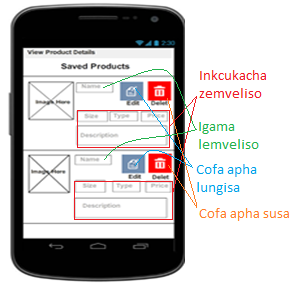 2:30
View Product Details
Saved Products
Name
Image Here
Edit
Delet
Size Type Price
Description
Name
Image Here
Edit
Delet
Size Type Price
Description
Inkcukacha zemveliso
Igama lemveliso
Cofa apha lungisa
Cofa apha susa